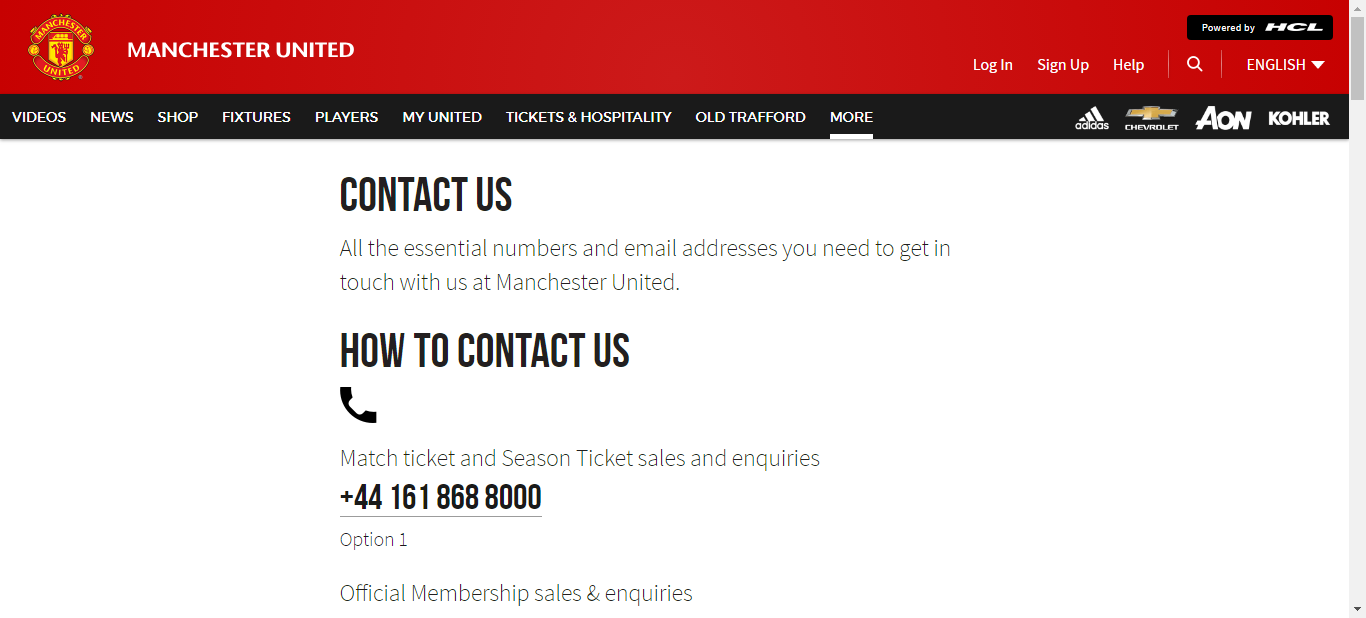 MANCHESTER
UNITED
MANCHESTER UNITED
Powered by HCL
Log In Sign Up Help ENGLISH
VIDEOS NEWS SHOP FIXTURES PLAYERS MY UNITED TICKETS & HOSPITALITY OLD TRAFFORD MORE adidas CHEVROLET AON KOHLER
CONTACT US
All the essential numbers and email addresses you need to get in
touch with us at Manchester United.
HOW TO CONTACT US
Match ticket and Season Ticket sales and enquiries
+44 161 868 8000
Option 1
Official Membership sales & enquiries